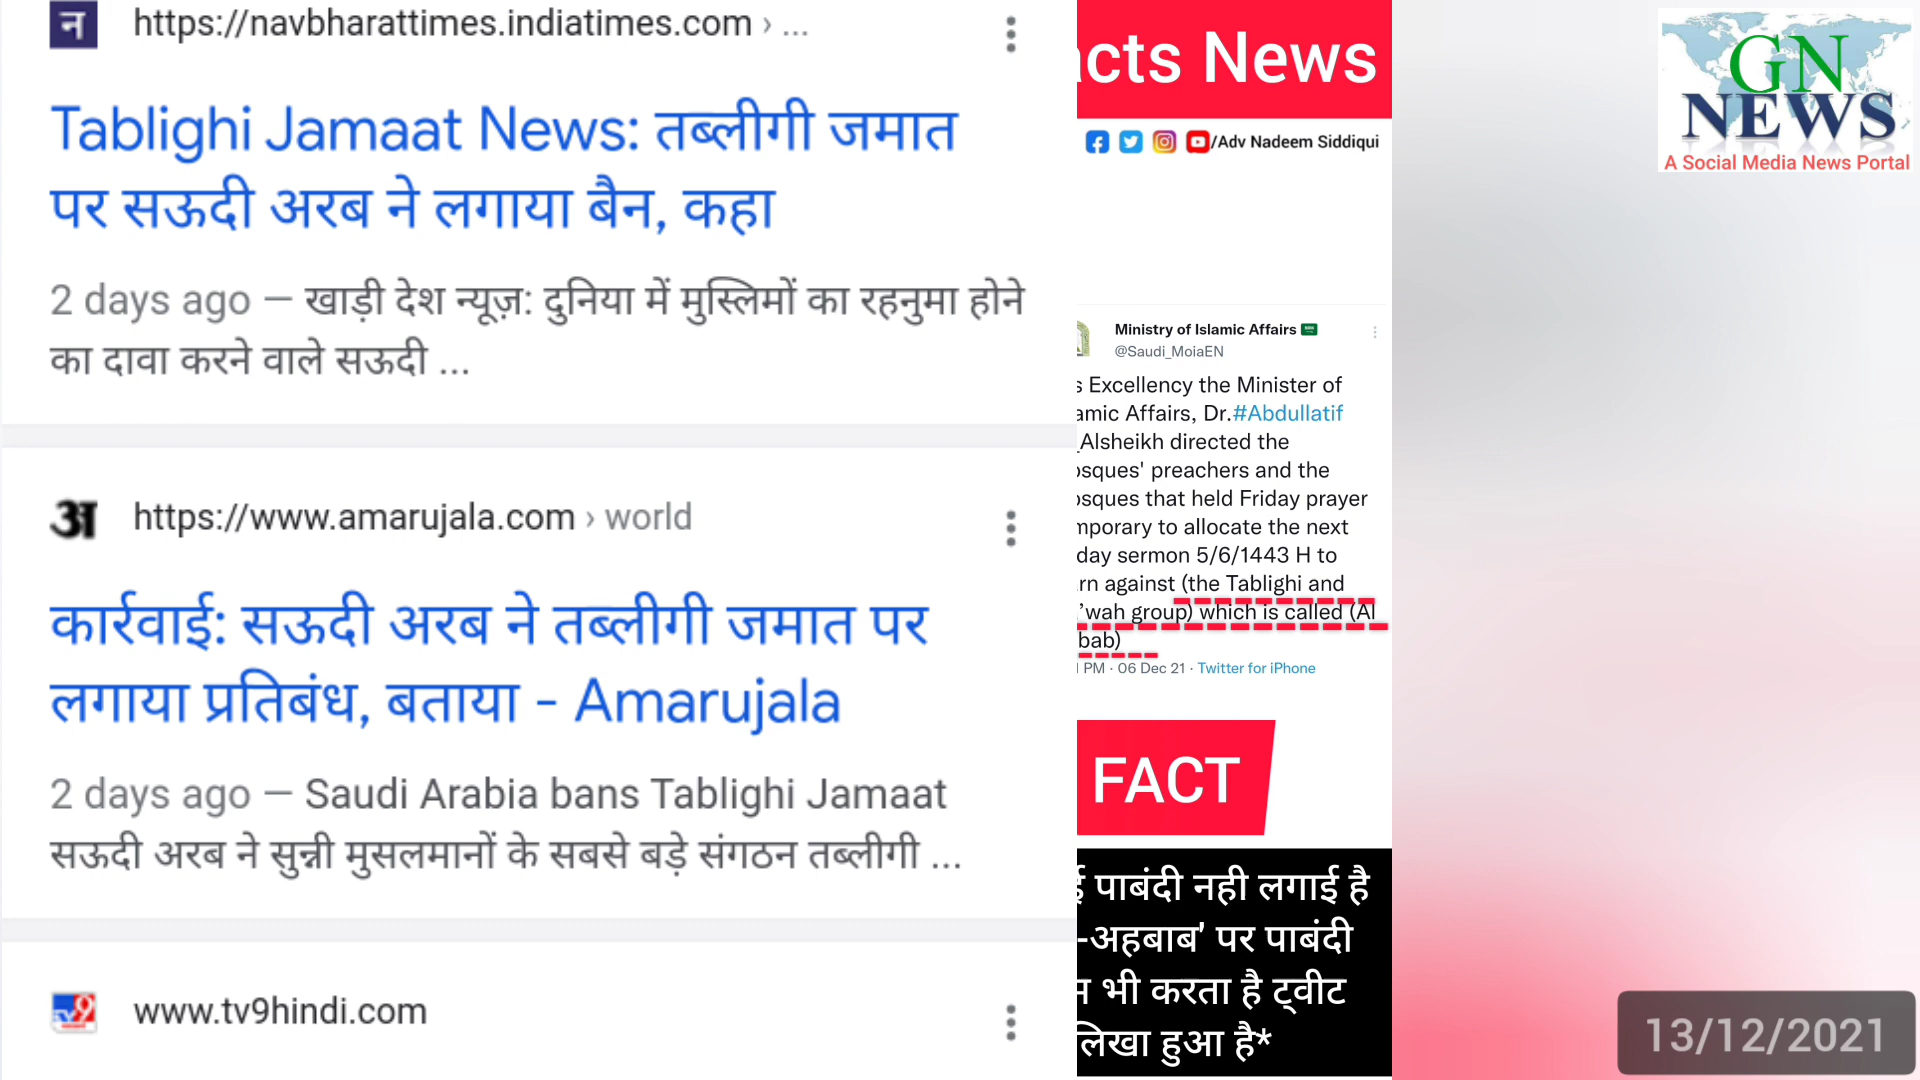 https://navbharattimes.indiatimes.com › ...
Tablighi Jamaat News: तब्लीगी जमात
पर सऊदी अरब ने लगाया बैन, कहा
2 days ago — खाड़ी देश न्यूज़: दुनिया में मुस्लिमों का रहनुमा होने
का दावा करने वाले सऊदी ...
https://www.amarujala.com › world
कार्रवाई: सऊदी अरब ने तब्लीगी जमात पर
लगाया प्रतिबंध, बताया - Amarujala
2 days ago — Saudi Arabia bans Tablighi Jamaat
सऊदी अरब ने सुन्नी मुसलमानों के सबसे बड़े संगठन तब्लीगी ...
www.tv9hindi.com
acts News
/Adv Nadeem Siddiqui
Ministry of Islamic Affairs
@Saudi_MoiaEN
s Excellency the Minister of
amic Affairs, Dr.#Abdullatif
_Alsheikh directed the
osques' preachers and the
osques that held Friday prayer
mporary to allocate the next
day sermon 5/6/1443 H to
rn against (the Tablighi and
'wah group) which is called (Al
bab)
PM · 06 Dec 21 · Twitter for iPhone
FACT
ई पाबंदी नही लगाई है
-अहबाब' पर पाबंदी
भी करता है ट्वीट
लिखा हुआ है*
GN
NEWS
A Social Media News Portal
13/12/2021